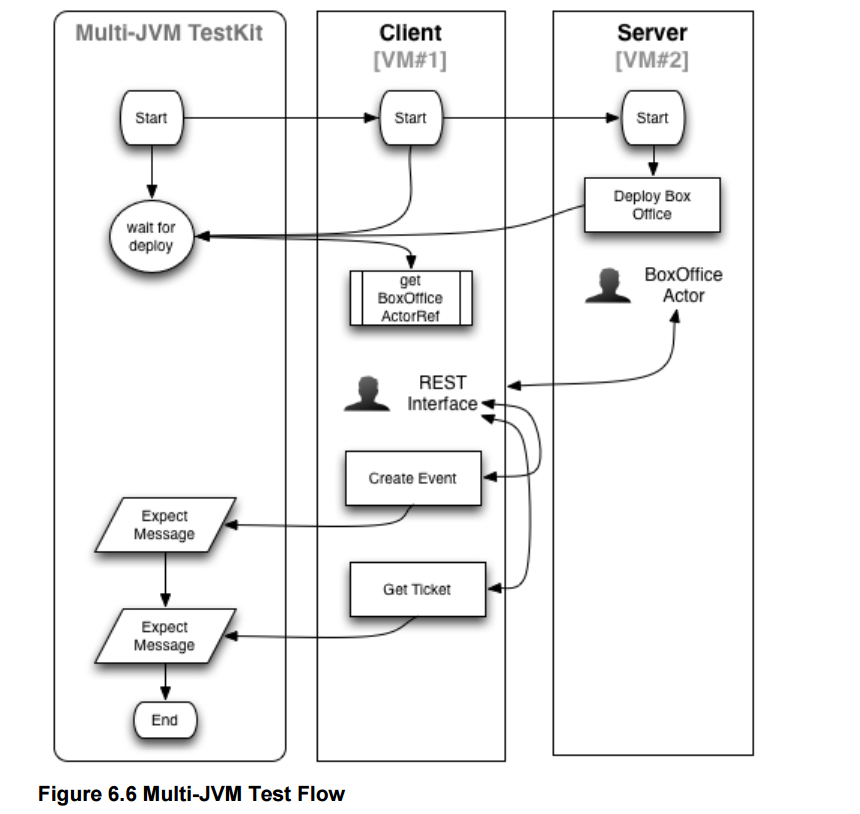 Multi-JVM TestKit
Client
[VM#1]
Server
[VM#2]
Start
Start
Start
wait for
deploy
Deploy Box
Office
get
BoxOffice
ActorRef
BoxOffice
Actor
REST
Interface
Create Event
Expect
Message
Get Ticket
Expect
Message
End
Figure 6.6 Multi-JVM Test Flow